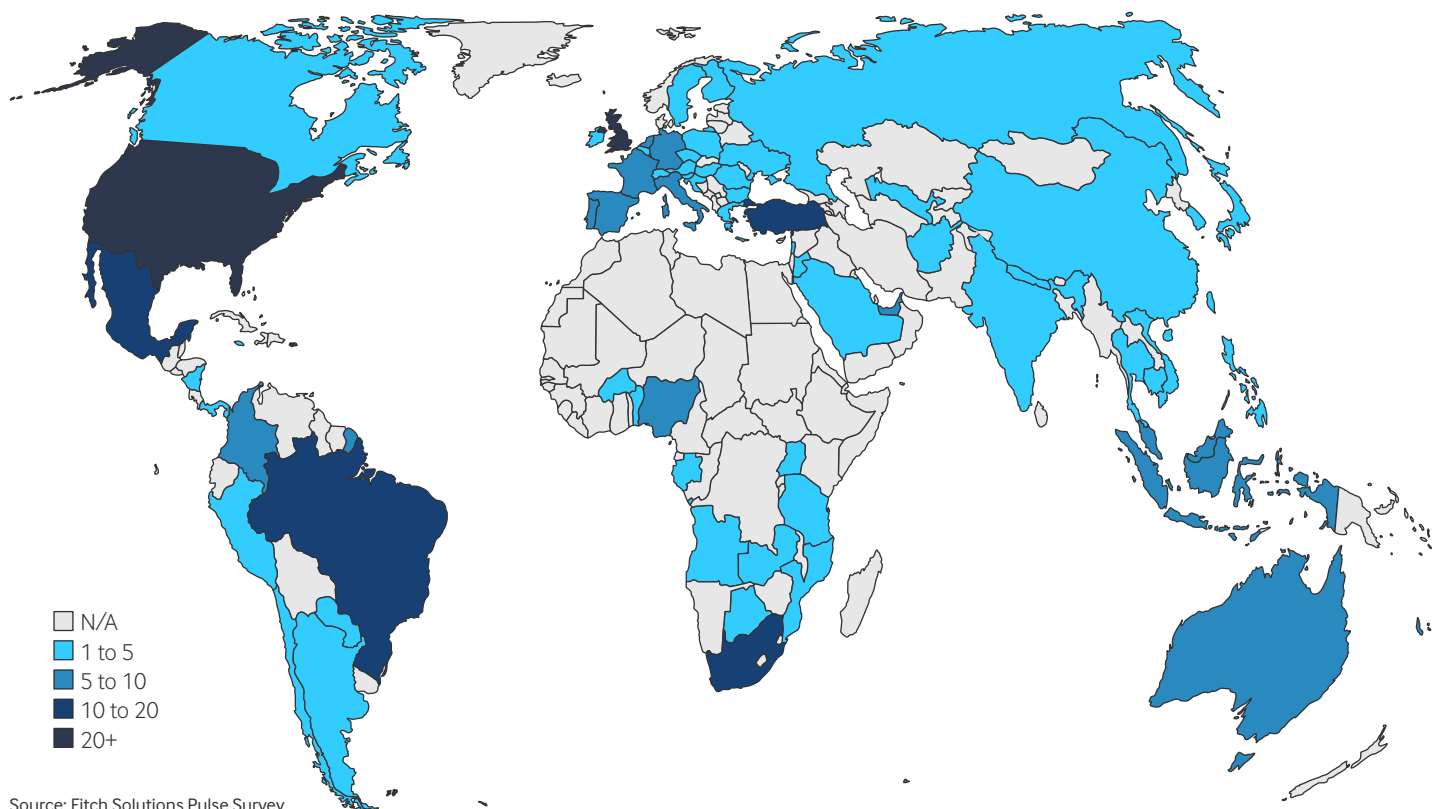 N/A
1 to 5
5 to 10
10 to 20
20+
Source: Fitch Solutions Pulse Survey